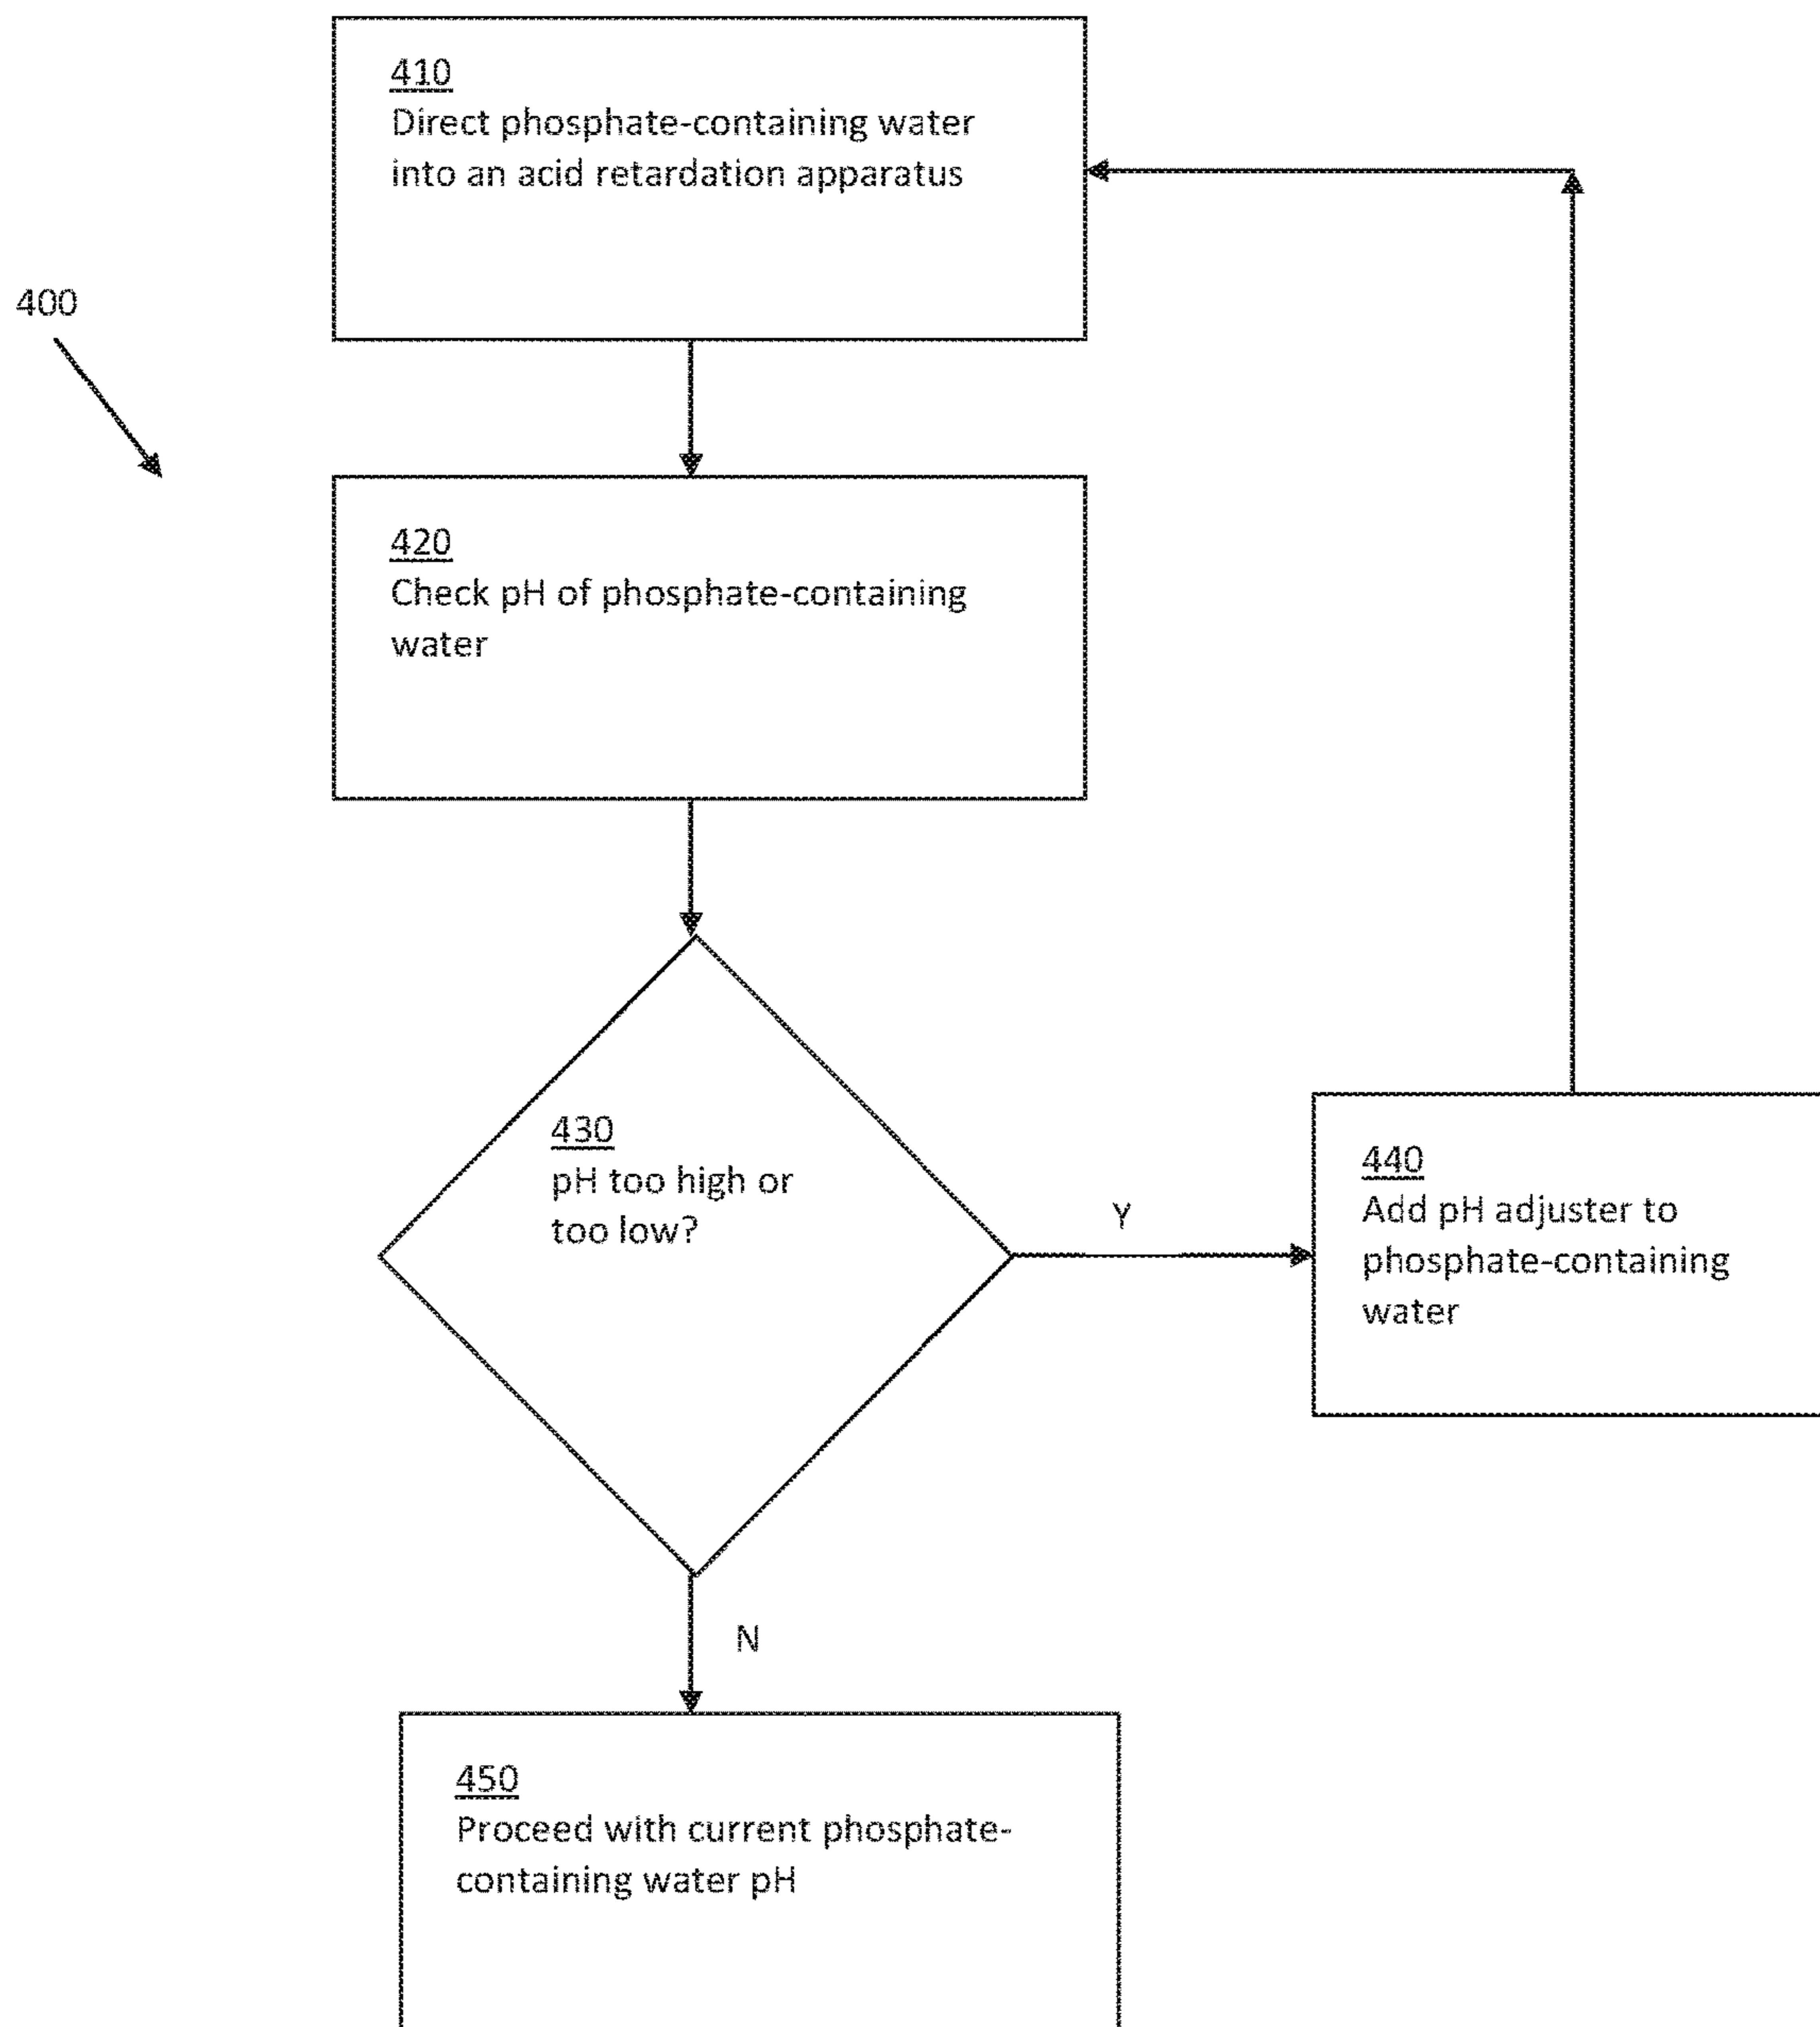 410
Direct phosphate-containing water
into an acid retardation apparatus
400
420
Check pH of phosphate-containing
water
430
pH too high or
too low?
Y
440
Add pH adjuster to
phosphate-containing
water
N
450
Proceed with current phosphate-
containing water pH